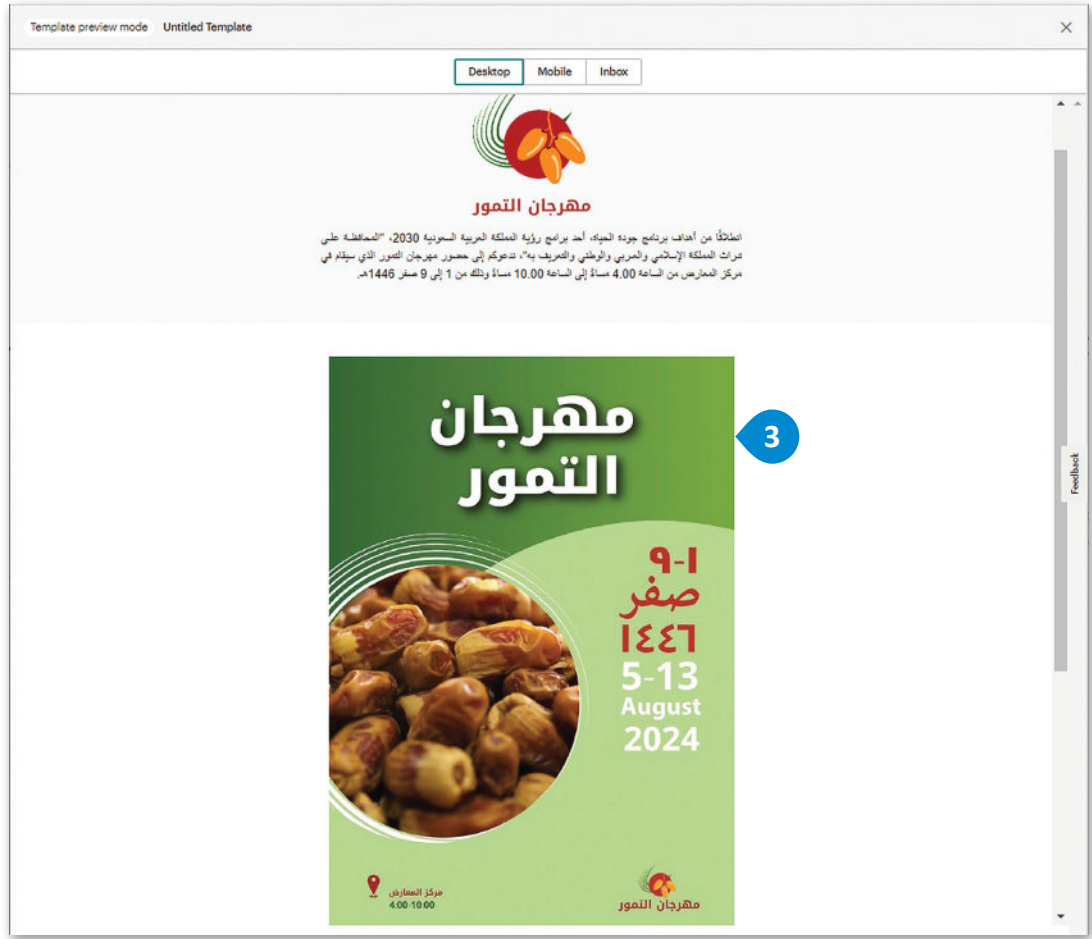 Template preview mode Untitled Template
Desktop Mobile Inbox
مهرجان التمور
انطلاقًا من أهداف برنامج جودة الحياة، أحد برامج رؤية المملكة العربية السعودية 2030، "المحافظة على
تراث المملكة الإسلامي والعربي والوطني والتعريف به"، ندعوكم إلى حضور مهرجان التمور الذي سيقام في
مركز المعارض من الساعة 4.00 مساءً إلى الساعة 10.00 مساءً وذلك من 1 إلى 9 صفر 1446هـ.
مهرجان
التمور
3
١-٩
صفر
١٤٤٦
5-13
August
2024
Feedback
مركز المعارض
4:00-10:00
مهرجان التمور